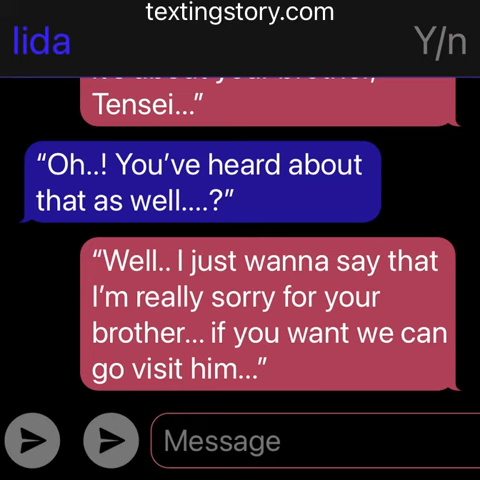 textingstory.com
Iida
Y/n
Tensei...”
“Oh..! You’ve heard about
that as well....?”
“Well.. I just wanna say that
I’m really sorry for your
brother... if you want we can
go visit him...”
Message